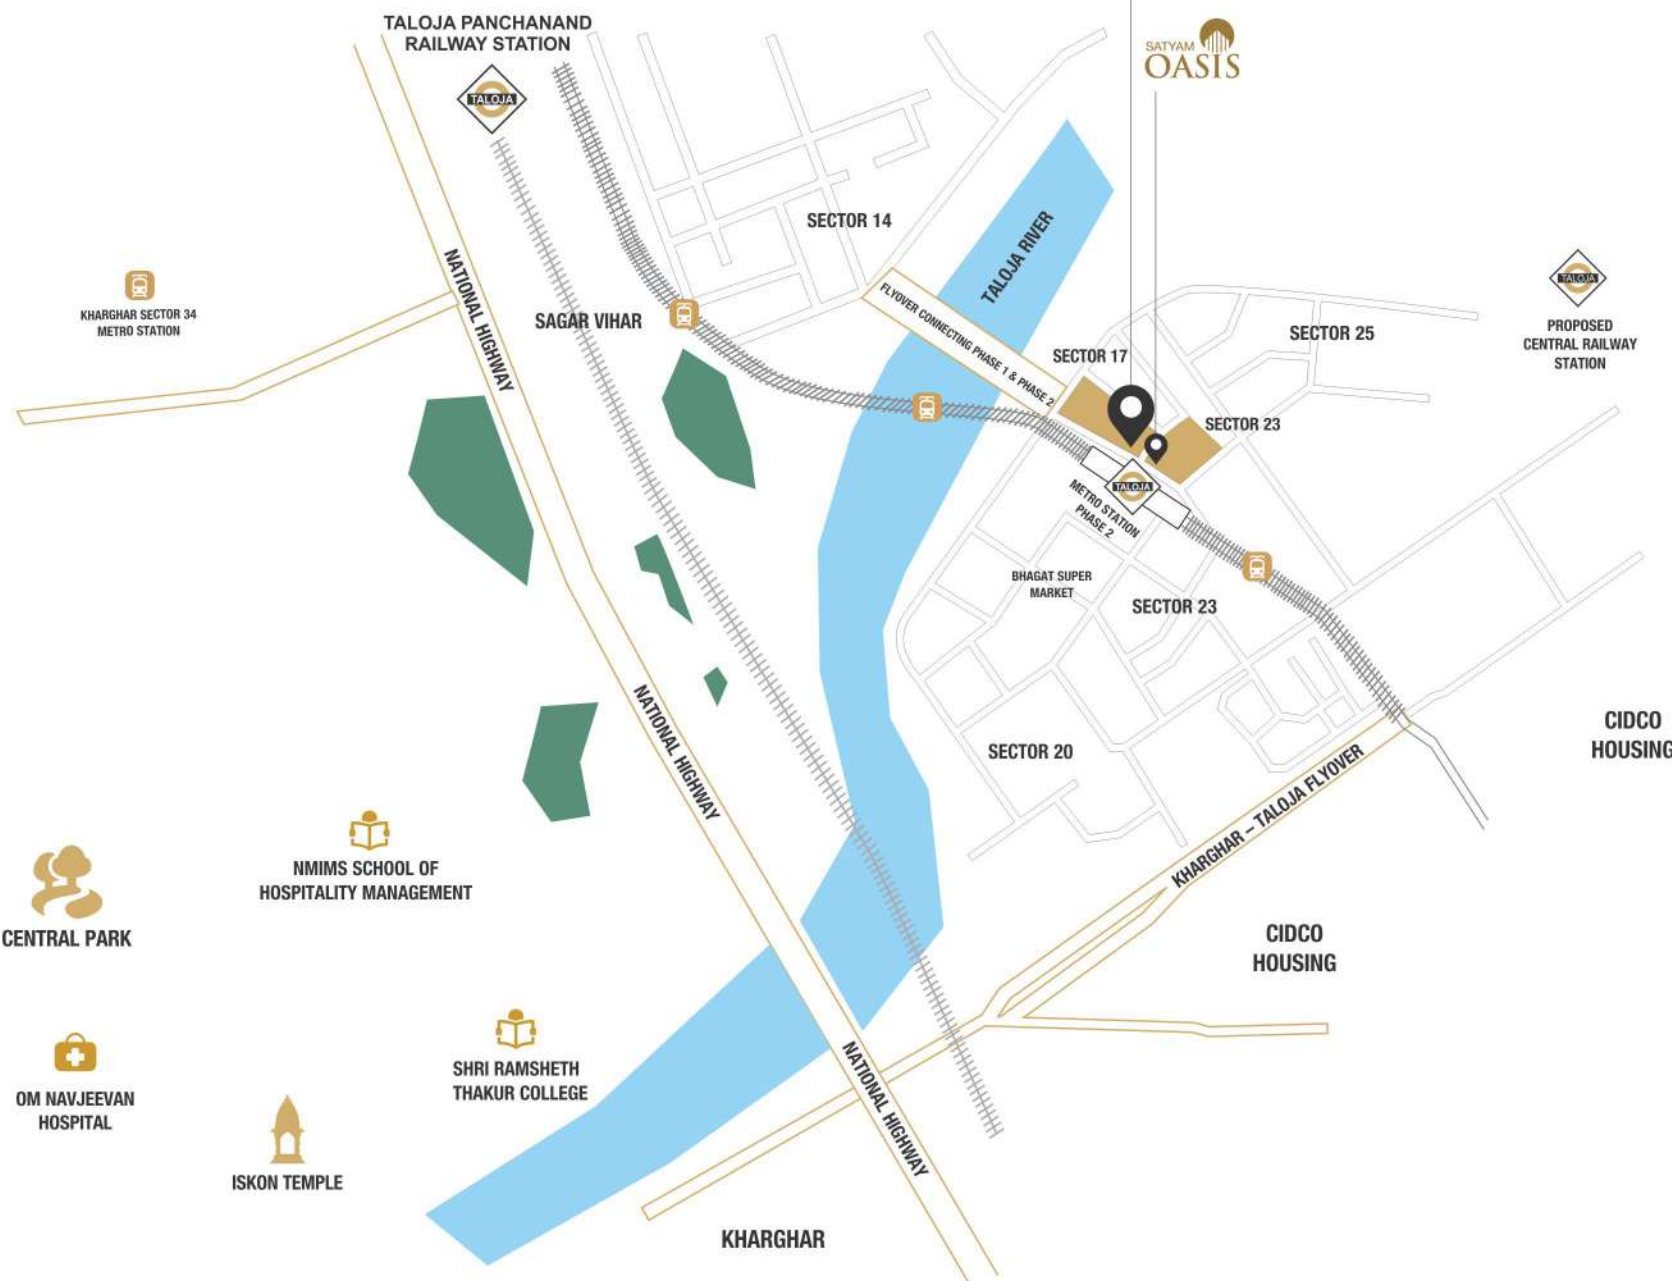 TALOJA PANCHANAND
RAILWAY STATION
TALOJA
SATYAM
OASIS
SECTOR 14
TALOJA RIVER
NATIONAL HIGHWAY
KHARGHAR SECTOR 34
METRO STATION
SAGAR VIHAR
FLYOVER CONNECTING PHASE 1 & PHASE 2
SECTOR 17
SECTOR 25
TALOJA
PROPOSED
CENTRAL RAILWAY
STATION
SECTOR 23
TALOJA
METRO STATION
PHASE 2
BHAGAT SUPER
MARKET
SECTOR 23
NATIONAL HIGHWAY
SECTOR 20
CIDCO
HOUSING
KHARGHAR – TALOJA FLYOVER
NMIMS SCHOOL OF
HOSPITALITY MANAGEMENT
CENTRAL PARK
CIDCO
HOUSING
SHRI RAMSHETH
THAKUR COLLEGE
OM NAVJEEVAN
HOSPITAL
NATIONAL HIGHWAY
ISKON TEMPLE
KHARGHAR